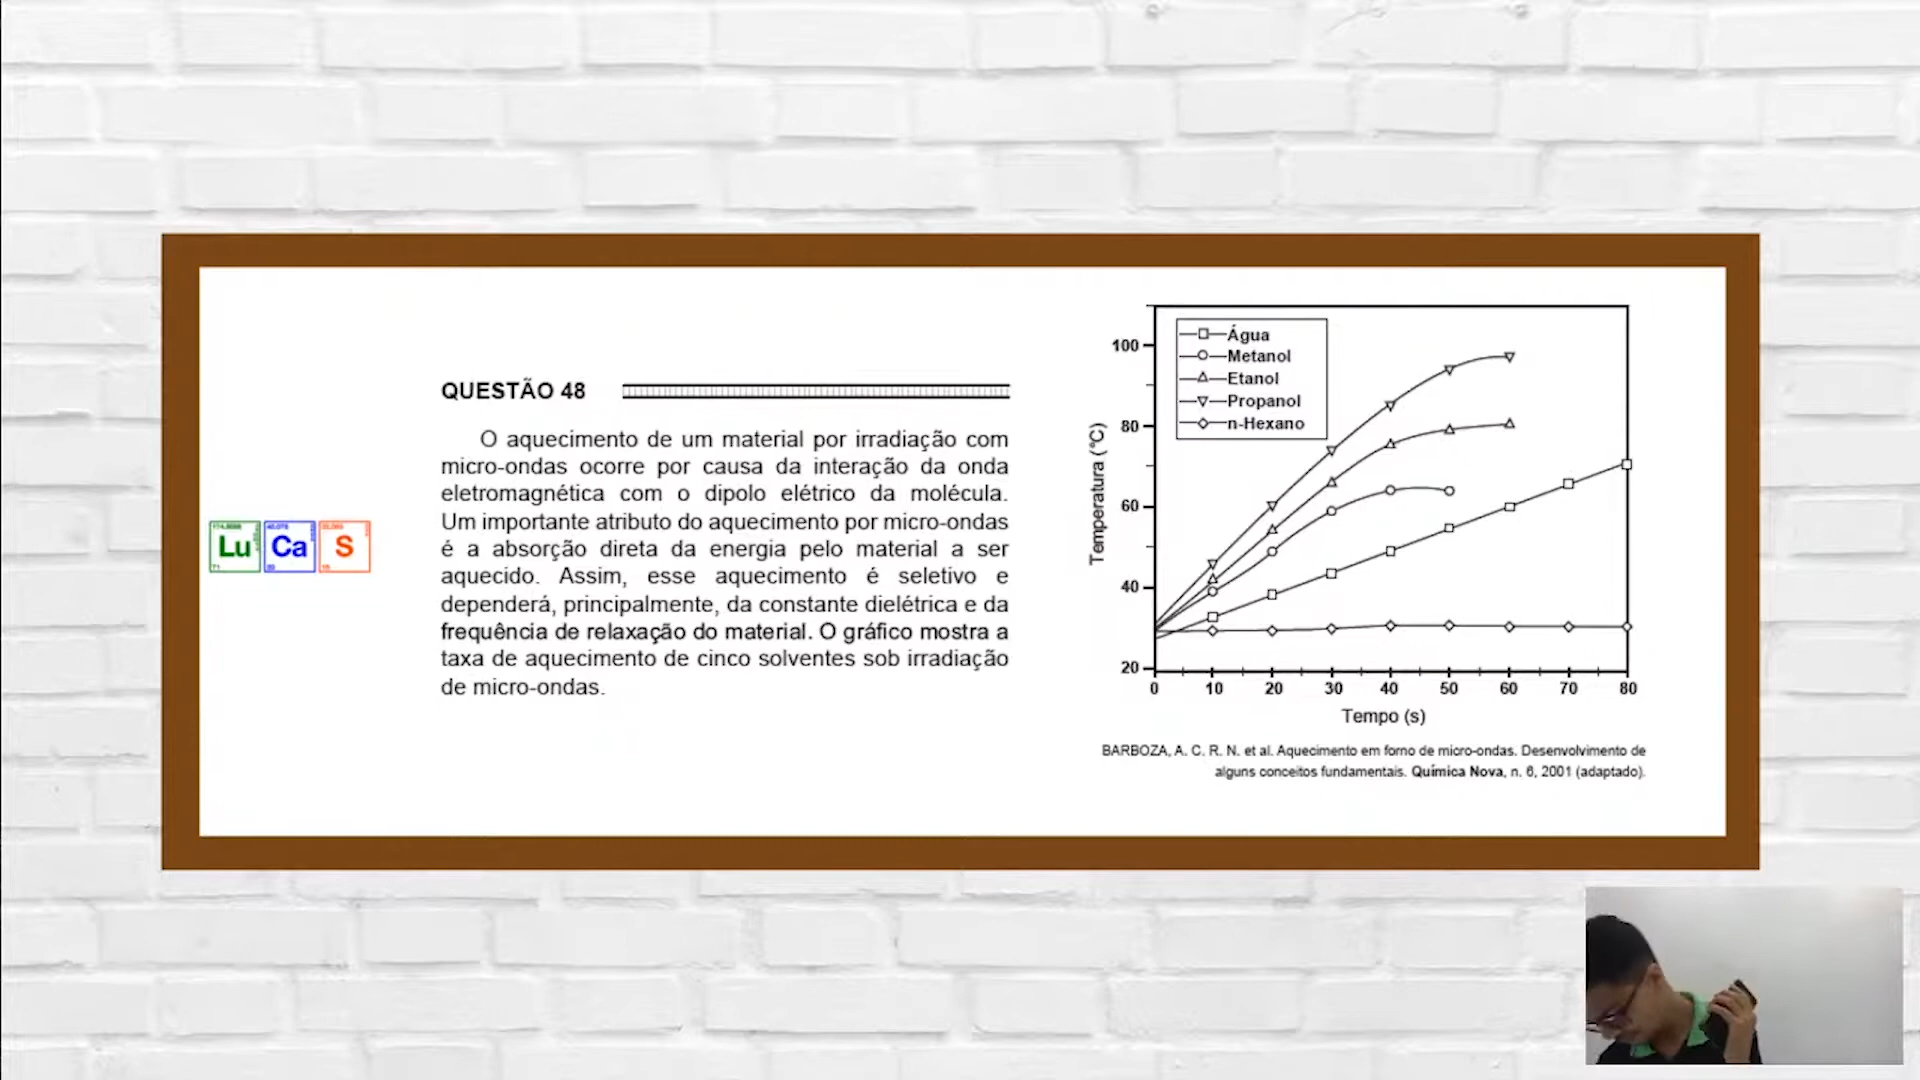 QUESTÃO 48
O aquecimento de um material por irradiação com
micro-ondas ocorre por causa da interação da onda
eletromagnética com o dipolo elétrico da molécula.
Um importante atributo do aquecimento por micro-ondas
é a absorção direta da energia pelo material a ser
aquecido. Assim, esse aquecimento é seletivo e
dependerá, principalmente, da constante dielétrica e da
frequência de relaxação do material. O gráfico mostra a
taxa de aquecimento de cinco solventes sob irradiação
de micro-ondas.
Lu Ca S
71 20 16
Água
Metanol
Etanol
Propanol
n-Hexano
Temperatura (°C)
100
80
60
40
20
0 10 20 30 40 50 60 70 80
Tempo (s)
BARBOZA, A. C. R. N. et al. Aquecimento em forno de micro-ondas. Desenvolvimento de
alguns conceitos fundamentais. Química Nova, n. 6, 2001 (adaptado).